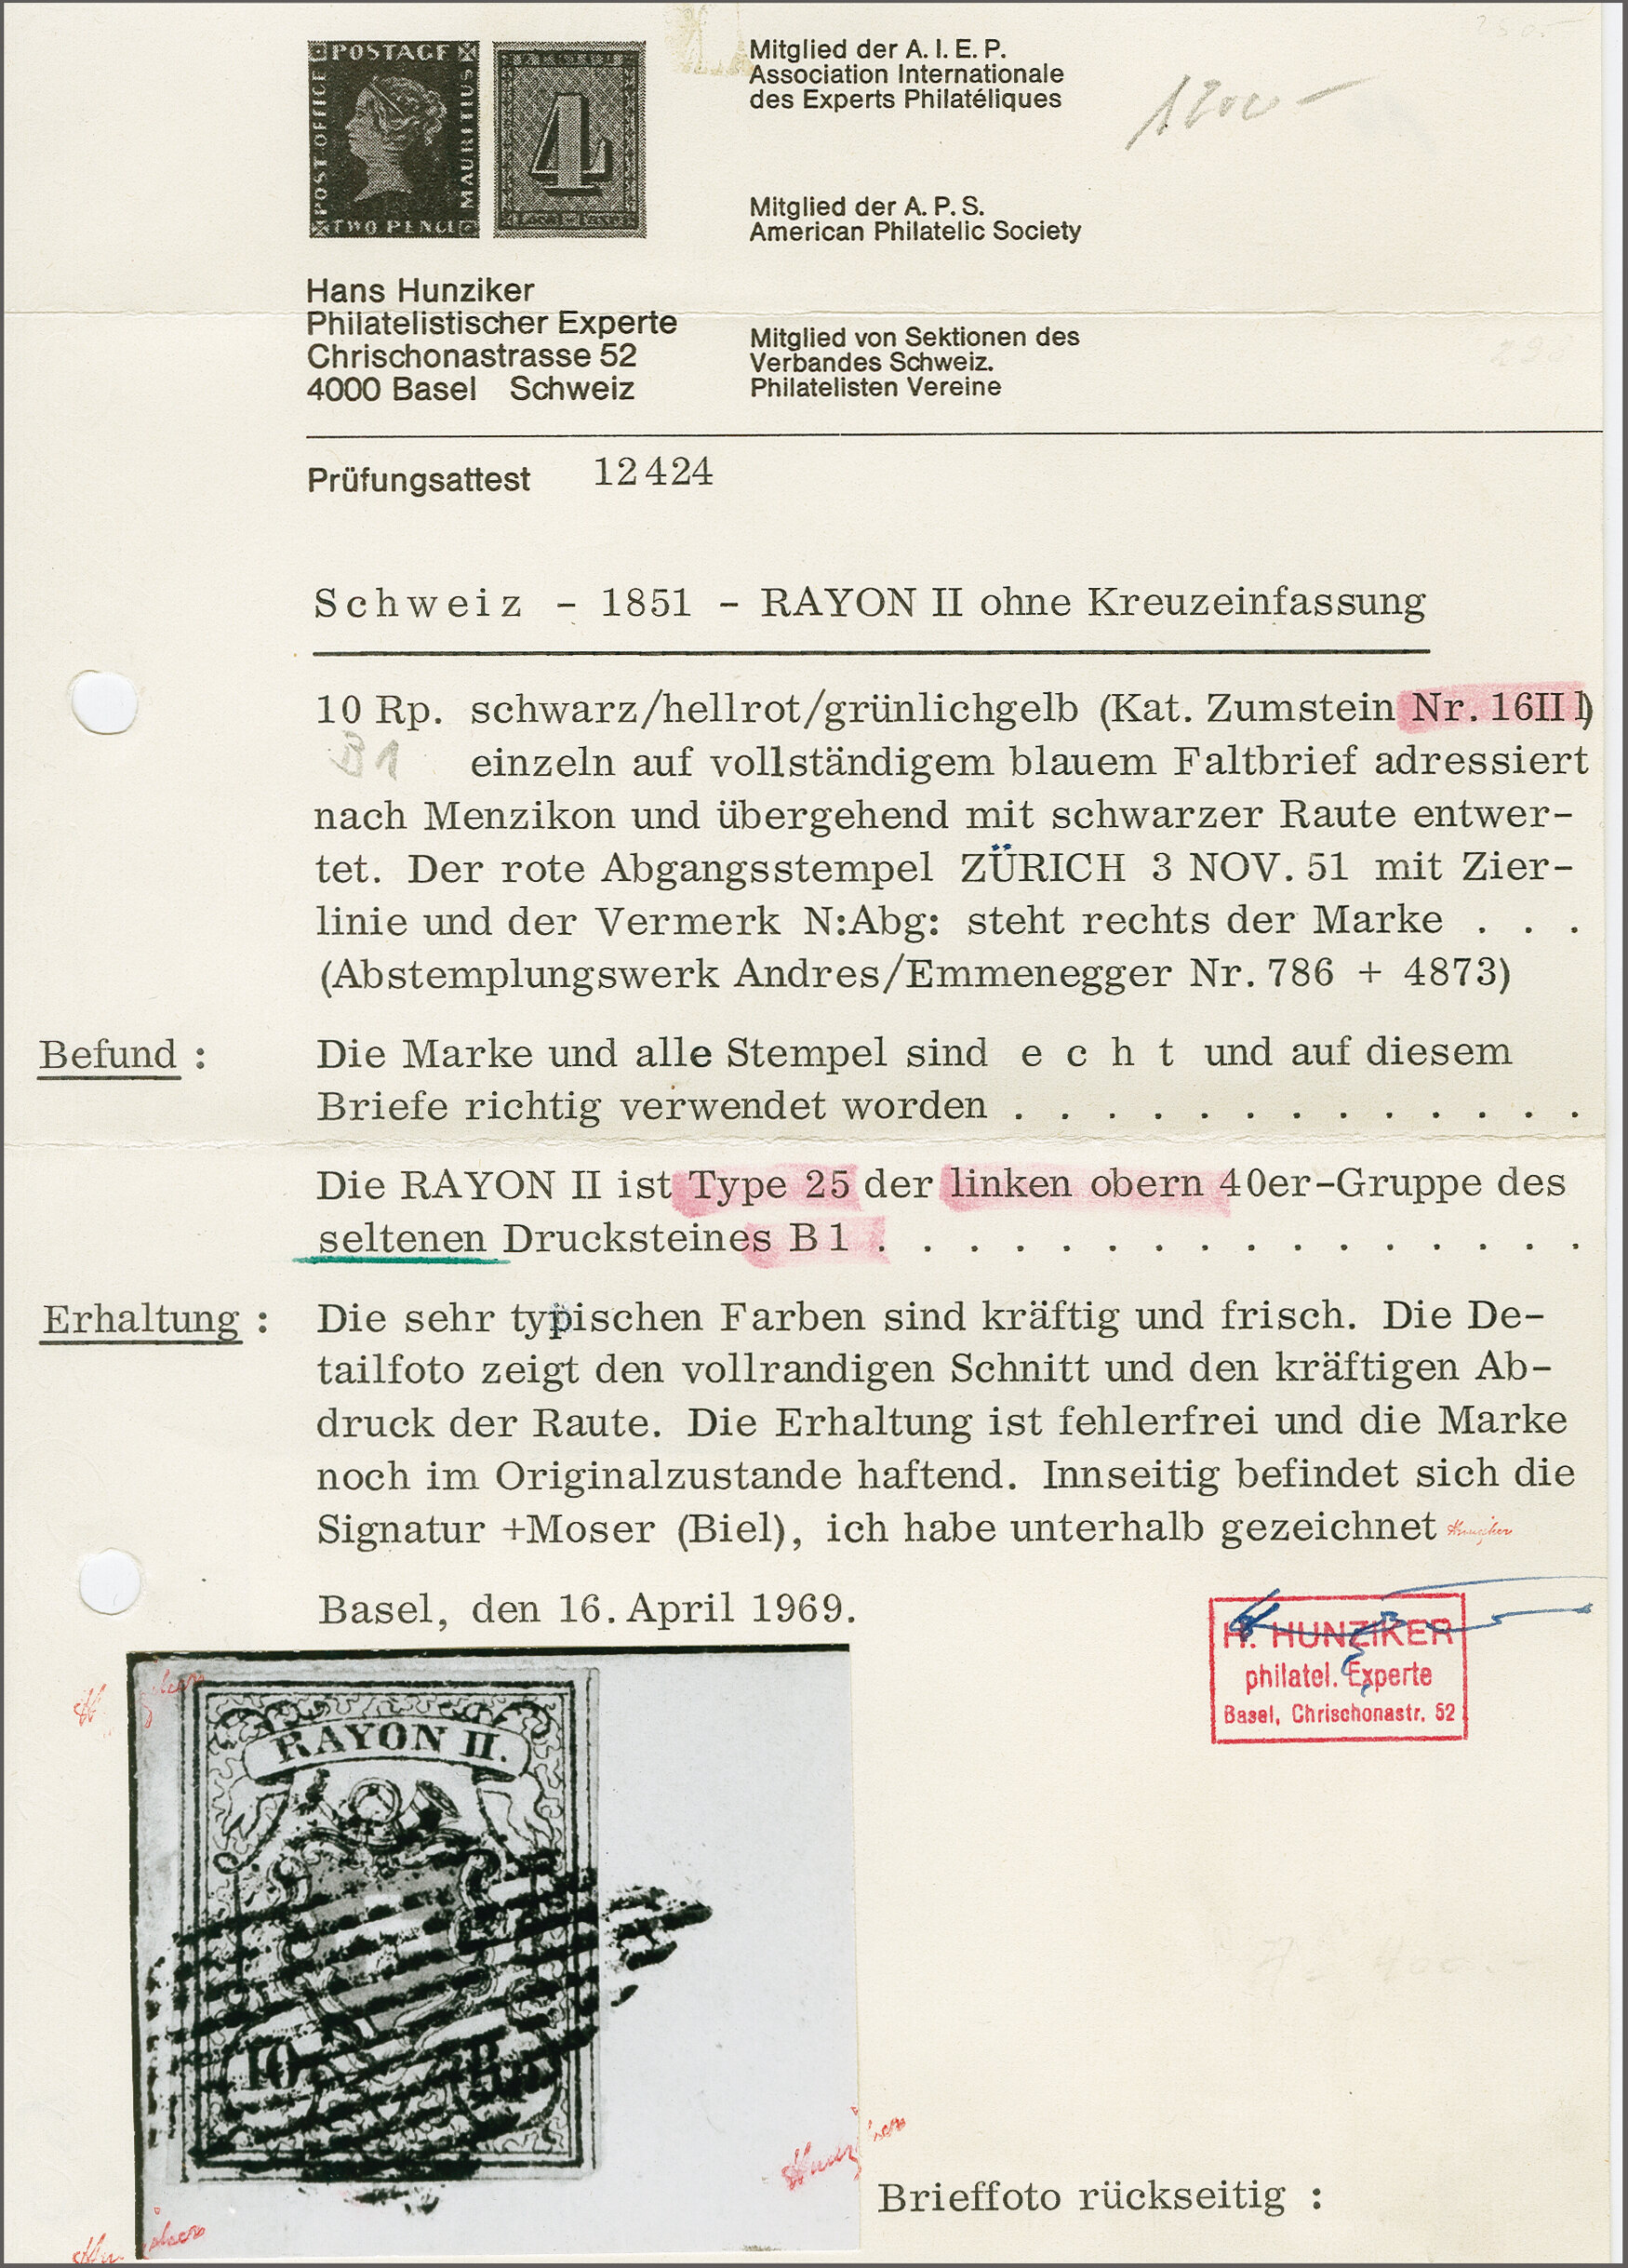 POSTAGE
POST OFFICE
MAURITIUS
TWO PENCE
4
Local-Taxe
Mitglied der A. I. E. P.
Association Internationale
des Experts Philatéliques
Mitglied der A. P. S.
American Philatelic Society
Hans Hunziker
Philatelistischer Experte
Chrischonastrasse 52
4000 Basel Schweiz
Mitglied von Sektionen des
Verbandes Schweiz.
Philatelisten Vereine
Prüfungsattest 12424
Schweiz - 1851 - RAYON II ohne Kreuzeinfassung
10 Rp. schwarz/hellrot/grünlichgelb (Kat. Zumstein Nr. 16II 1)
B1 einzeln auf vollständigem blauem Faltbrief adressiert
nach Menzikon und übergehend mit schwarzer Raute entwer-
tet. Der rote Abgangsstempel ZÜRICH 3 NOV. 51 mit Zier-
linie und der Vermerk N:Abg: steht rechts der Marke . . .
(Abstemplungswerk Andres/Emmenegger Nr. 786 + 4873)
Befund : Die Marke und alle Stempel sind e c h t und auf diesem
Briefe richtig verwendet worden . . . . . . . . . . . . .
Die RAYON II ist Type 25 der linken obern 40er-Gruppe des
seltenen Drucksteines B1 . . . . . . . . . . . . . . . .
Erhaltung : Die sehr typischen Farben sind kräftig und frisch. Die De-
tailfoto zeigt den vollrandigen Schnitt und den kräftigen Ab-
druck der Raute. Die Erhaltung ist fehlerfrei und die Marke
noch im Originalzustande haftend. Innseitig befindet sich die
Signatur +Moser (Biel), ich habe unterhalb gezeichnet Hunziker
Basel, den 16. April 1969.
H. HUNZIKER
philatel. Experte
Basel, Chrischonastr. 52
RAYON II.
10 R
Hunziker
Brieffoto rückseitig :